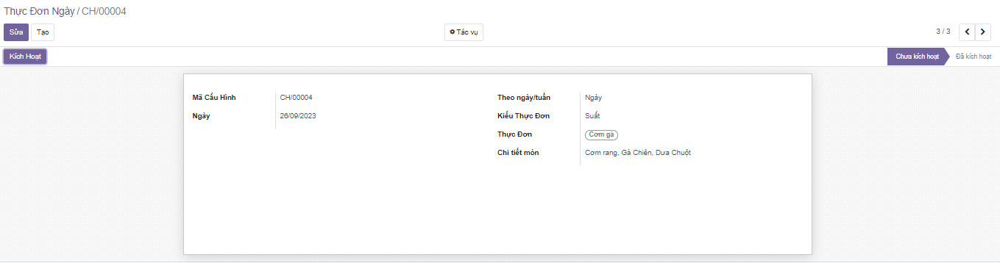 Thực Đơn Ngày / CH/00004
Sửa Tạo Tác vụ 3 / 3
Kích Hoạt Chưa kích hoạt Đã kích hoạt
Mã Cấu Hình CH/00004
Ngày 26/09/2023
Theo ngày/tuần Ngày
Kiểu Thực Đơn Suất
Thực Đơn Cơm gà
Chi tiết món Cơm rang, Gà Chiên, Dưa Chuột